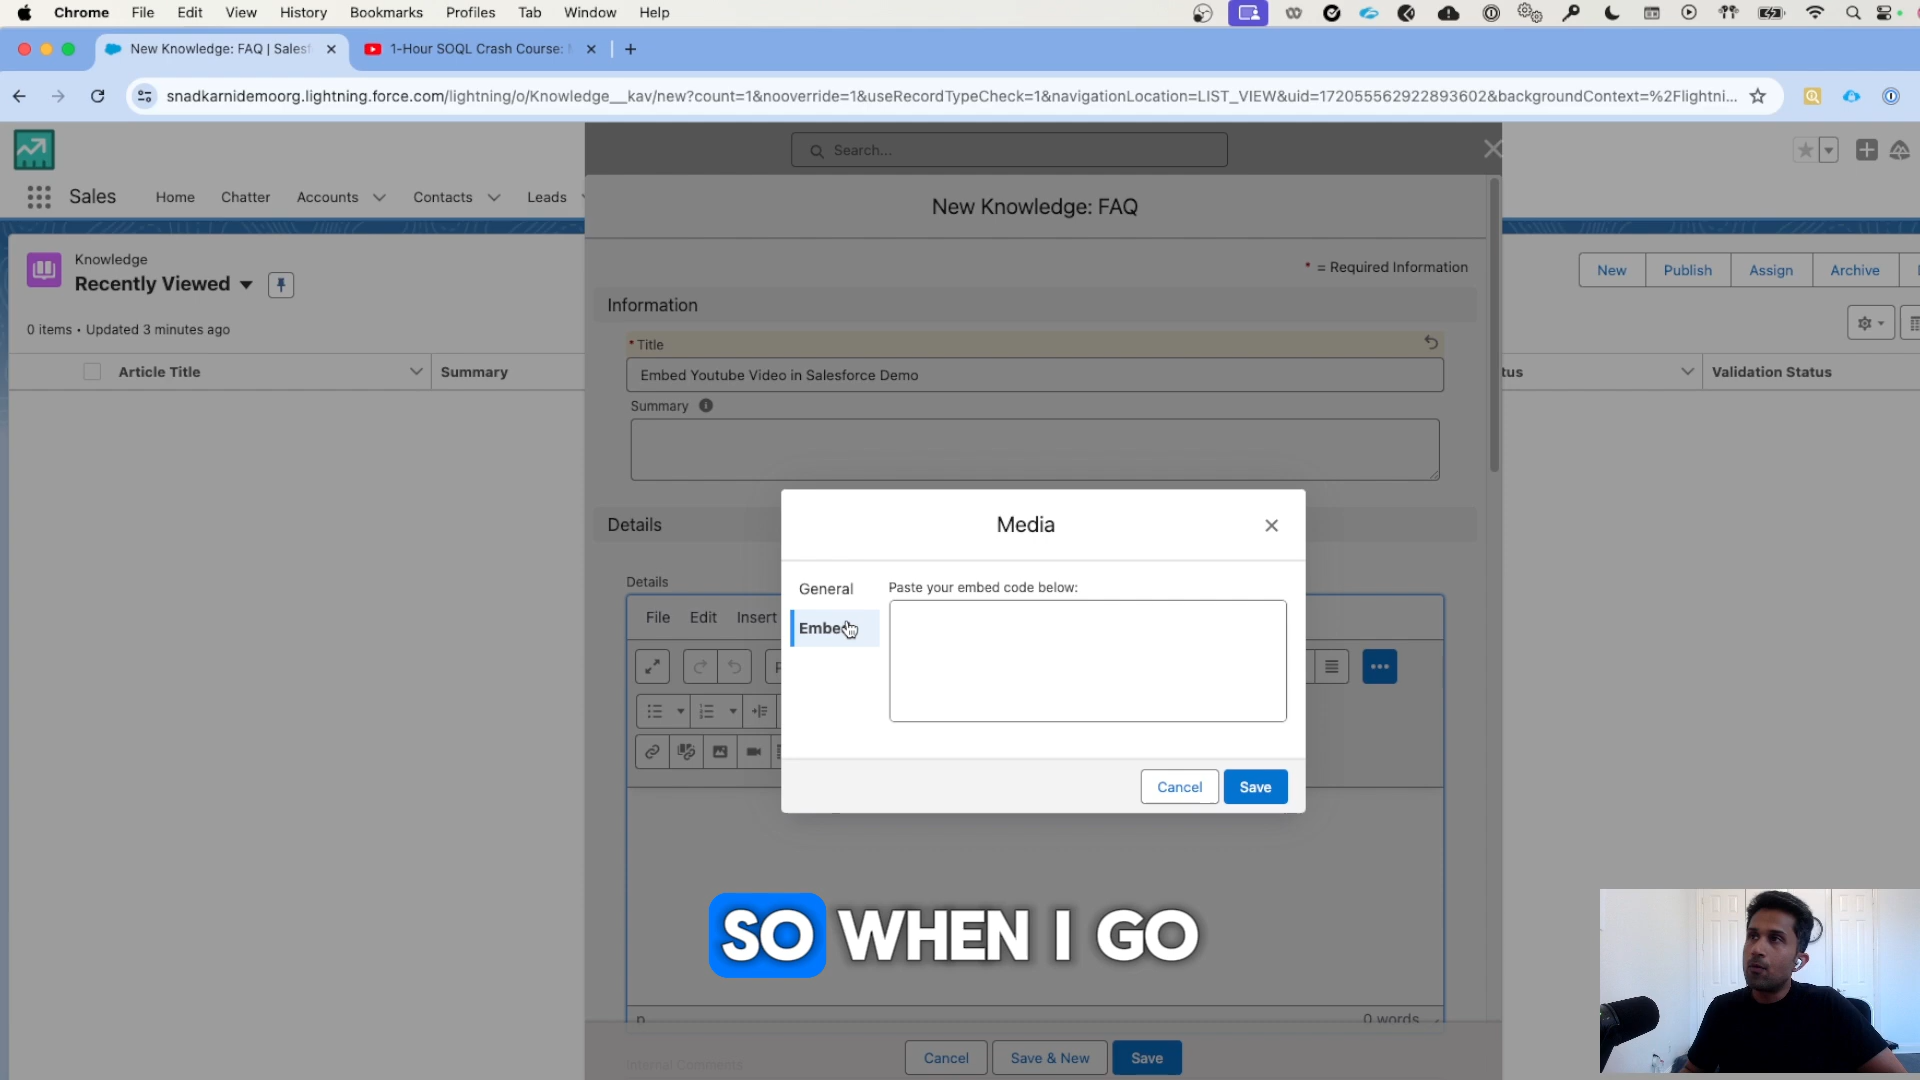 Chrome File Edit View History Bookmarks Profiles Tab Window Help
New Knowledge: FAQ | Salesf
1-Hour SOQL Crash Course:
snadkarnidemoorg.lightning.force.com/lightning/o/Knowledge__kav/new?count=1&nooverride=1&useRecordTypeCheck=1&navigationLocation=LIST_VIEW&uid=172055562922893602&backgroundContext=%2Flightni...
Search...
Sales Home Chatter Accounts Contacts Leads
New Knowledge: FAQ
Knowledge
Recently Viewed
0 items • Updated 3 minutes ago
New Publish Assign Archive
Article Title Summary
tus Validation Status
* = Required Information
Information
* Title
Embed Youtube Video in Salesforce Demo
Summary
Details
Details
File Edit Insert
Media
General
Embed
Paste your embed code below:
Cancel Save
SO WHEN I GO
p 0 words
Internal Comments
Cancel Save & New Save